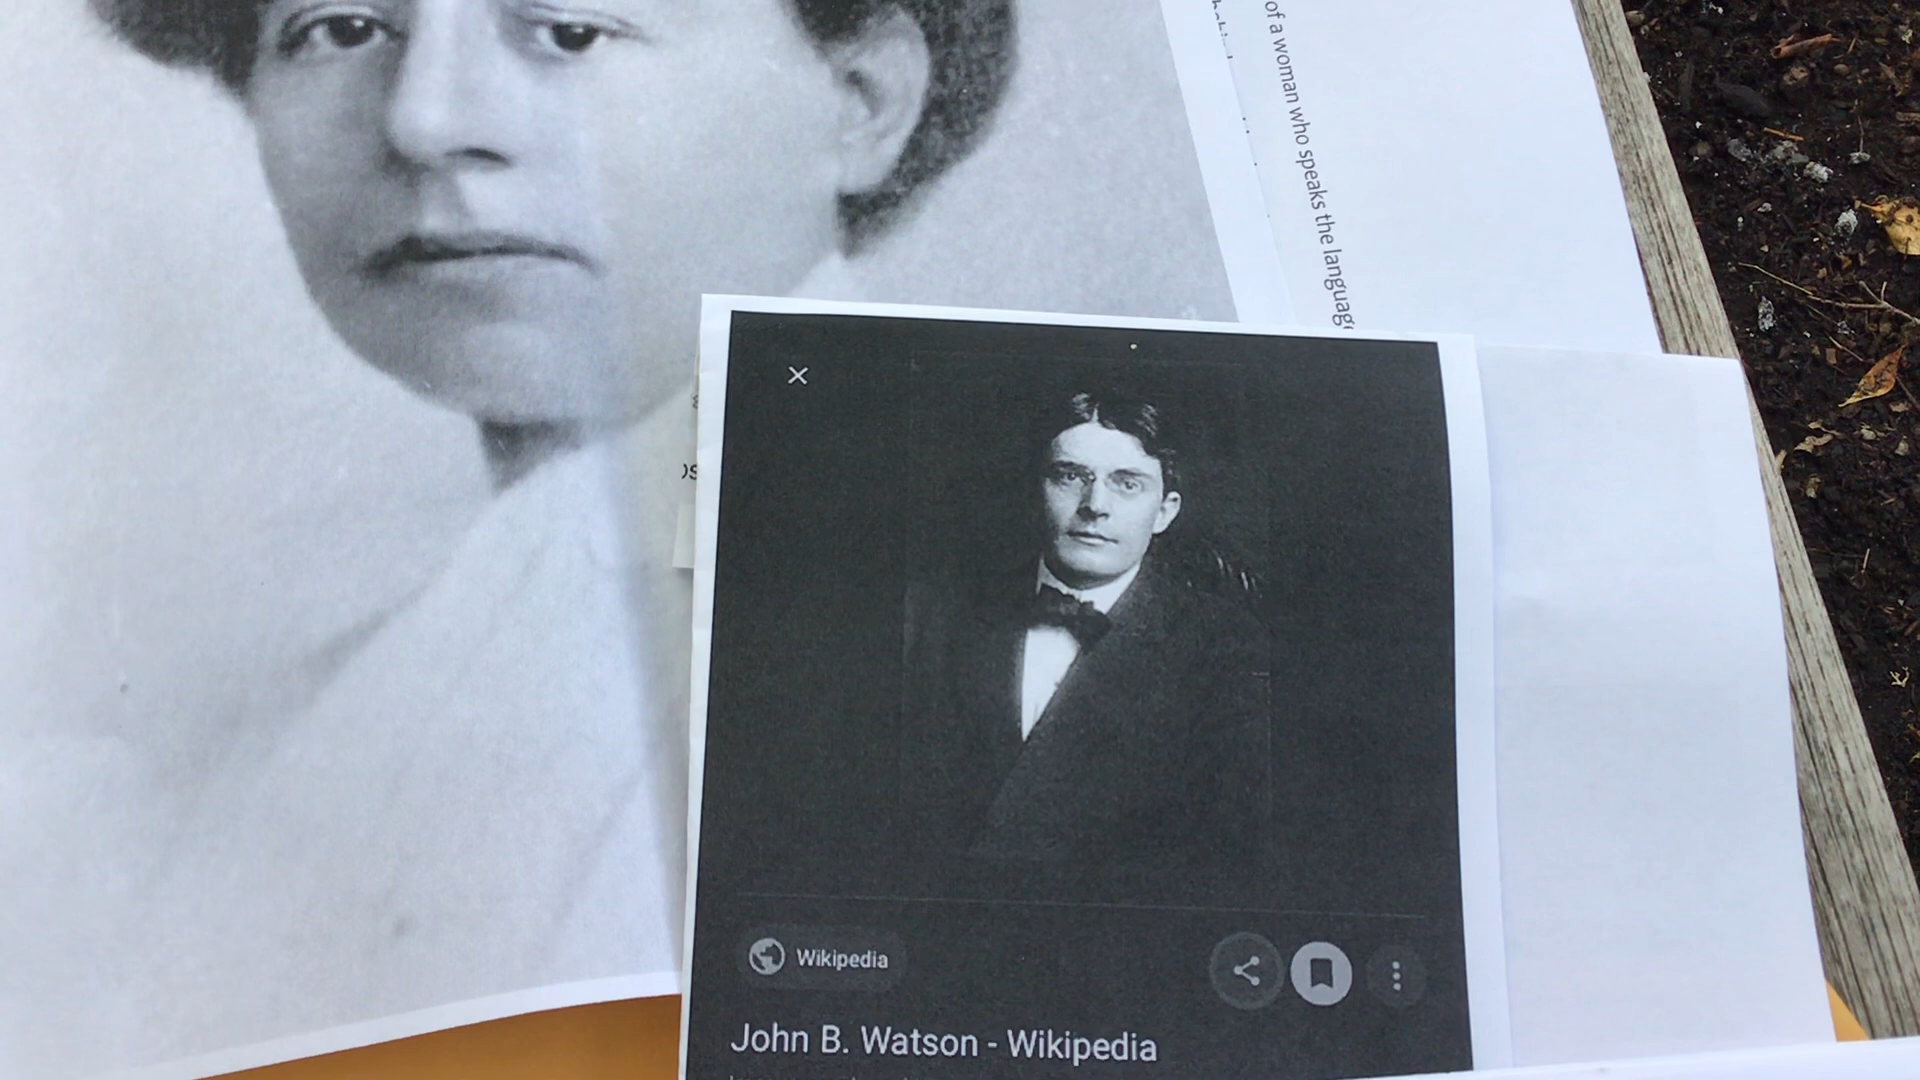 of a woman who speaks the languag
Wikipedia
John B. Watson - Wikipedia